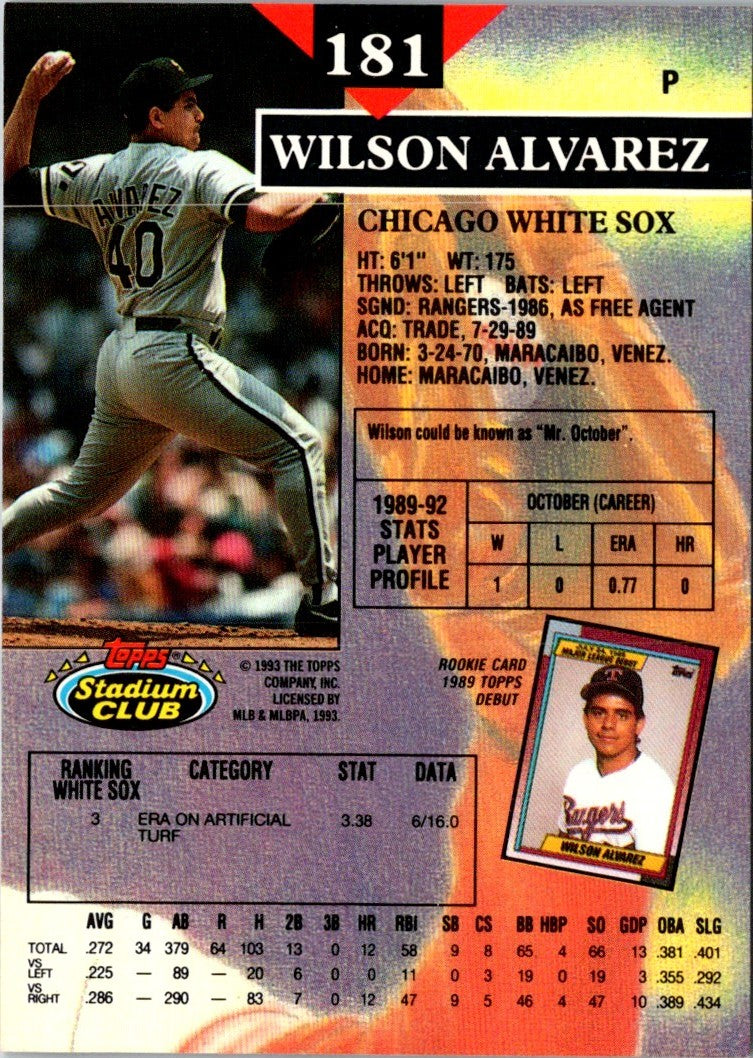 181
P
WILSON ALVAREZ
CHICAGO WHITE SOX
HT: 6'1" WT: 175
THROWS: LEFT BATS: LEFT
SGND: RANGERS-1986, AS FREE AGENT
ACQ: TRADE, 7-29-89
BORN: 3-24-70, MARACAIBO, VENEZ.
HOME: MARACAIBO, VENEZ.
40
Wilson could be known as "Mr. October".
1989-92
STATS
PLAYER
PROFILE
OCTOBER (CAREER)
W L ERA HR
1 0 0.77 0
Topps®
Stadium
CLUB
© 1993 THE TOPPS
COMPANY, INC.
LICENSED BY
MLB & MLBPA, 1993.
ROOKIE CARD
1989 TOPPS
DEBUT
MAJOR LEAGUE DEBUT
Topps
T
Rangers
WILSON ALVAREZ
RANKING CATEGORY STAT DATA
WHITE SOX
3 ERA ON ARTIFICIAL 3.38 6/16.0
TURF
AVG G AB R H 2B 3B HR RBI SB CS BB HBP SO GDP OBA SLG
TOTAL .272 34 379 64 103 13 0 12 58 9 8 65 4 66 13 .381 .401
VS
LEFT .225 — 89 — 20 6 0 0 11 0 3 19 0 19 3 .355 .292
VS
RIGHT .286 — 290 — 83 7 0 12 47 9 5 46 4 47 10 .389 .434